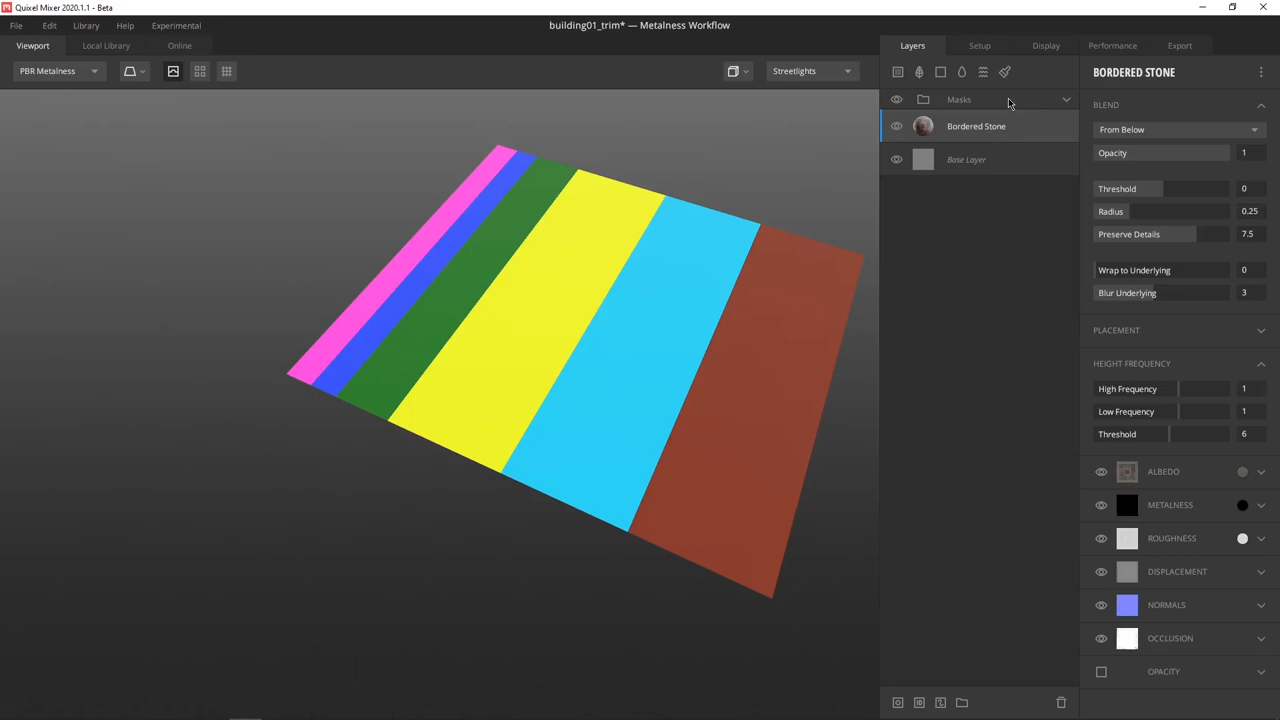 Quixel Mixer 2020.1.1 - Beta
File Edit Library Help Experimental
building01_trim* — Metalness Workflow
Viewport Local Library Online
Layers Setup Display Performance Export
PBR Metalness
Streetlights
BORDERED STONE
Masks
Bordered Stone
Base Layer
BLEND
From Below
Opacity 1
Threshold 0
Radius 0.25
Preserve Details 7.5
Wrap to Underlying 0
Blur Underlying 3
PLACEMENT
HEIGHT FREQUENCY
High Frequency 1
Low Frequency 1
Threshold 6
ALBEDO
METALNESS
ROUGHNESS
DISPLACEMENT
NORMALS
OCCLUSION
OPACITY